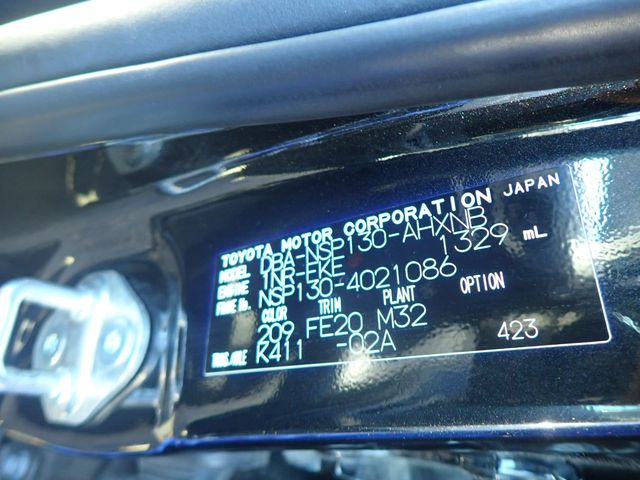 TOYOTA MOTOR CORPORATION JAPAN
MODEL DBA-NSP130-AHXNB
ENGINE 1NR-FKE 1329 mL
FRAME No. NSP130-4021086
COLOR TRIM PLANT OPTION
209 FE20 M32
TRANS./AXLE K411 -02A 423